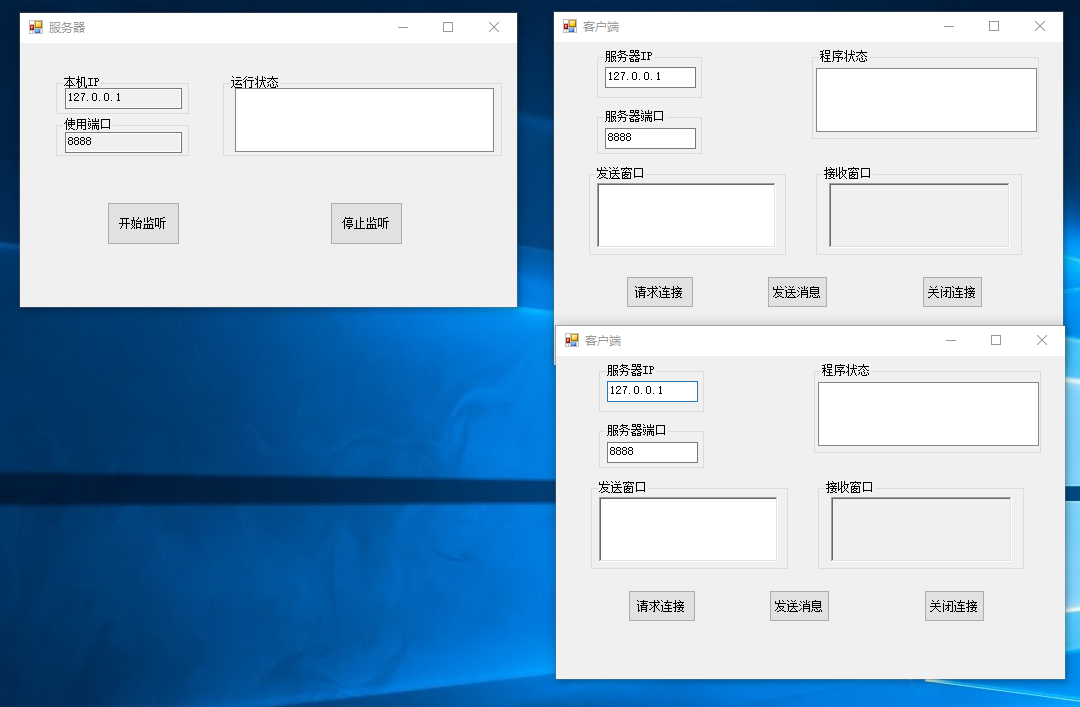 服务器
本机IP
127.0.0.1
使用端口
8888
运行状态
开始监听
停止监听
客户端
服务器IP
127.0.0.1
程序状态
服务器端口
8888
发送窗口
接收窗口
请求连接
发送消息
关闭连接
客户端
服务器IP
127.0.0.1
程序状态
服务器端口
8888
发送窗口
接收窗口
请求连接
发送消息
关闭连接